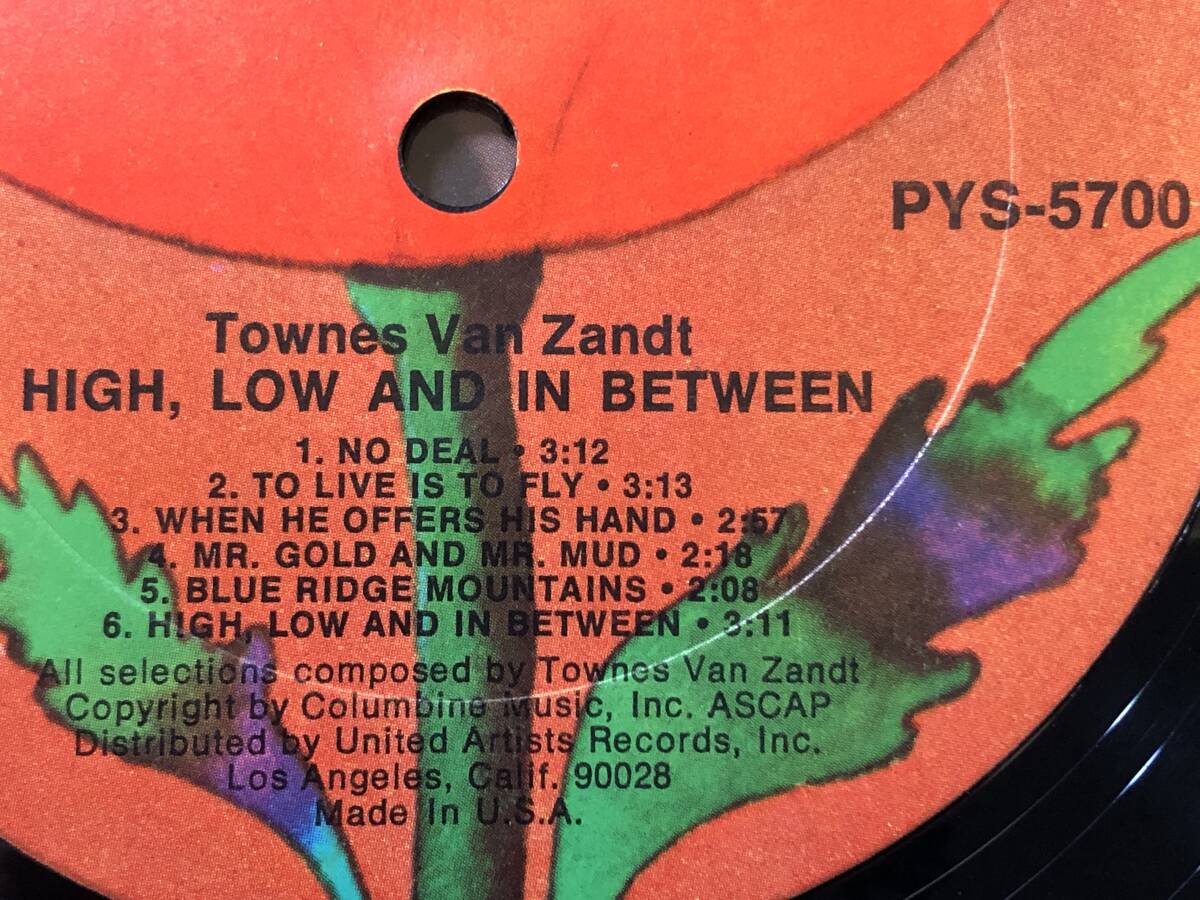 PYS-5700
Townes Van Zandt
HIGH, LOW AND IN BETWEEN
1. NO DEAL • 3:12
2. TO LIVE IS TO FLY • 3:13
3. WHEN HE OFFERS HIS HAND • 2:57
4. MR. GOLD AND MR. MUD • 2:18
5. BLUE RIDGE MOUNTAINS • 2:08
6. HIGH, LOW AND IN BETWEEN • 3:11
All selections composed by Townes Van Zandt
Copyright by Columbine Music, Inc. ASCAP
Distributed by United Artists Records, Inc.
Los Angeles, Calif. 90028
Made In U.S.A.